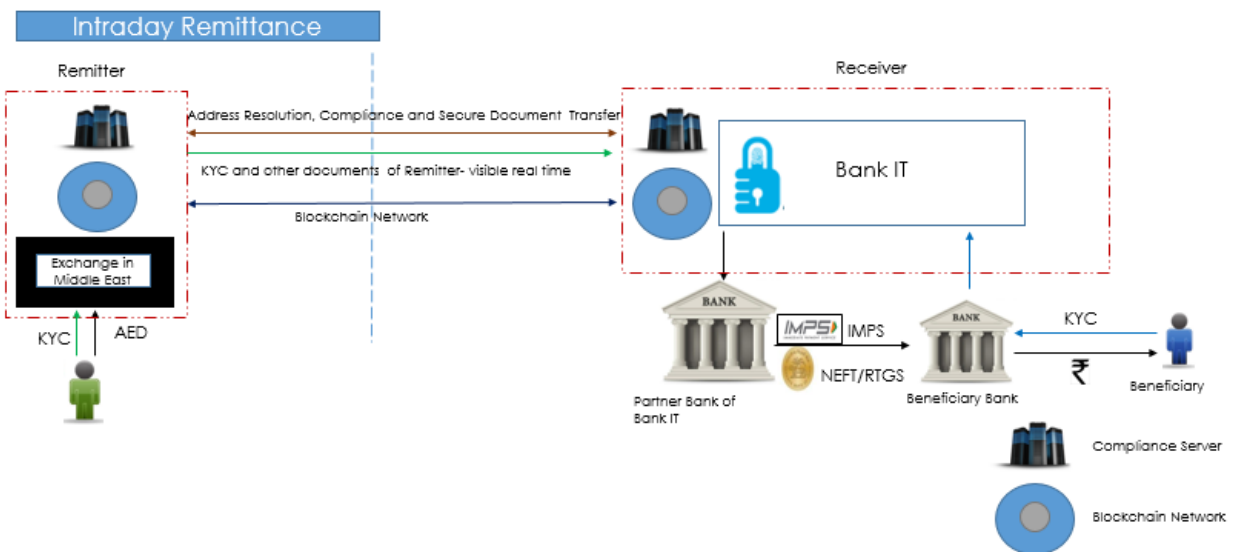 Intraday Remittance
Remitter
Receiver
Address Resolution, Compliance and Secure Document Transfer
KYC and other documents of Remitter- visible real time
Blockchain Network
Bank IT
Exchange in
Middle East
KYC
AED
BANK
IMPS
IMPS
NEFT/RTGS
BANK
KYC
₹
Partner Bank of
Bank IT
Beneficiary Bank
Beneficiary
Compliance Server
Blockchain Network